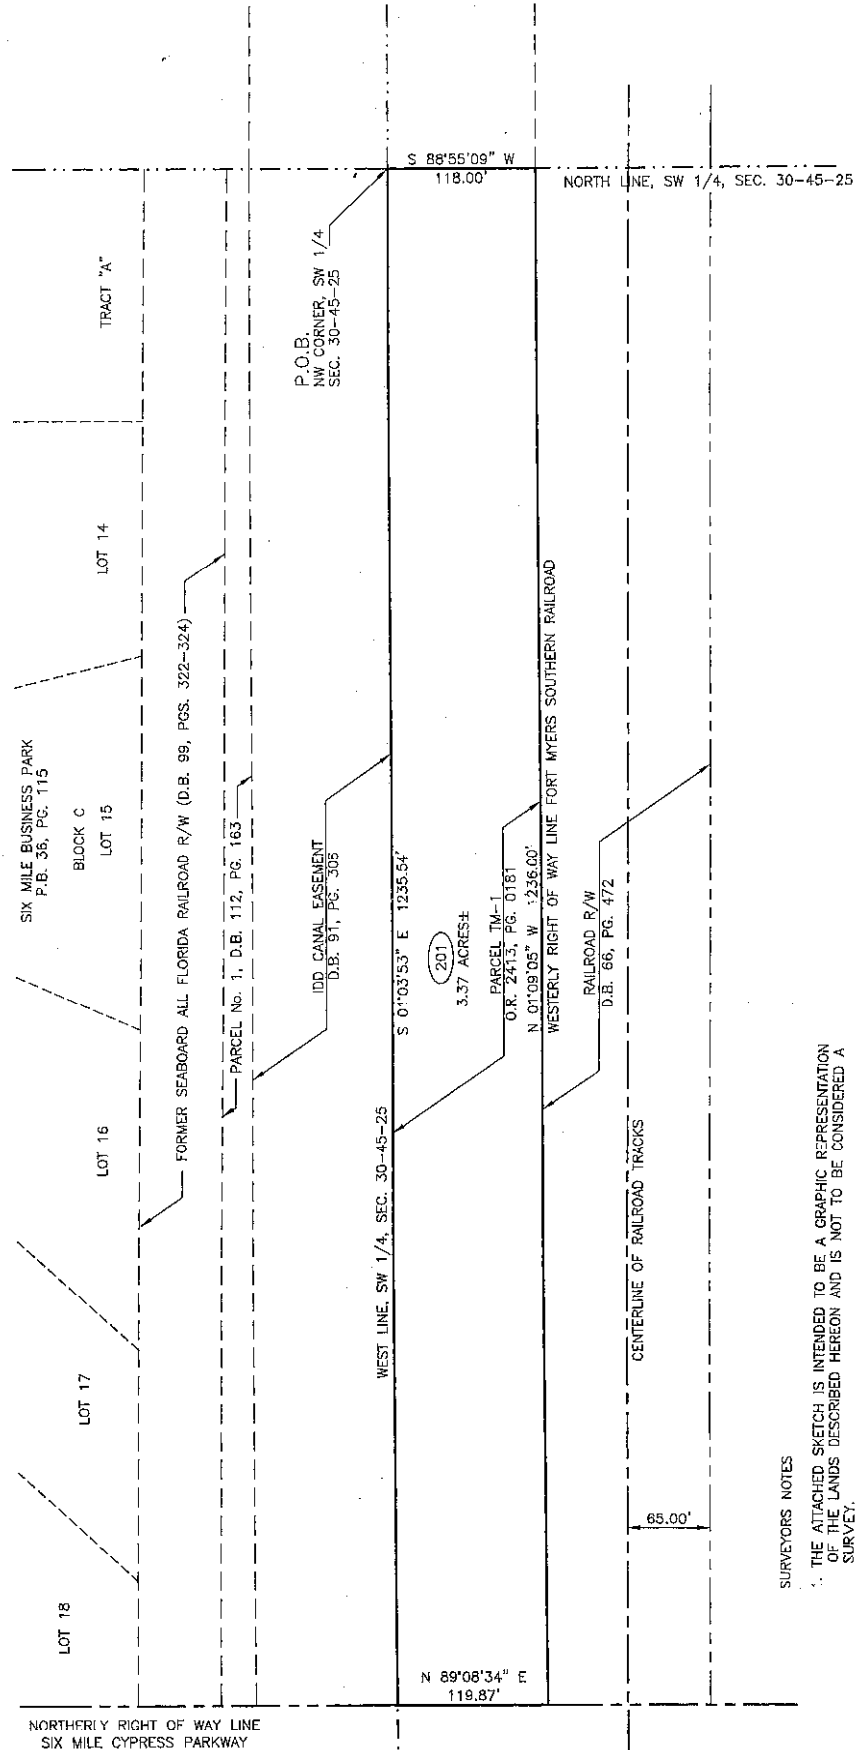 S 88°55'09" W
118.00'
NORTH LINE, SW 1/4, SEC. 30-45-25
TRACT "A"
P.O.B.
NW CORNER, SW 1/4
SEC. 30-45-25
LOT 14
SIX MILE BUSINESS PARK
P.B. 36, PG. 115
BLOCK C
LOT 15
FORMER SEABOARD ALL FLORIDA RAILROAD R/W (D.B. 99, PGS. 322-324)
PARCEL No. 1, D.B. 112, PG. 163
IDD CANAL EASEMENT
D.B. 91, PG. 306
S 01°03'53" E 1235.54'
201
3.37 ACRES±
PARCEL TM-1
O.R. 2413, PG. 0181
N 01°09'05" W 1236.00'
WESTERLY RIGHT OF WAY LINE FORT MYERS SOUTHERN RAILROAD
RAILROAD R/W
D.B. 66, PG. 472
LOT 16
WEST LINE, SW 1/4, SEC. 30-45-25
CENTERLINE OF RAILROAD TRACKS
LOT 17
LOT 18
65.00'
N 89°08'34" E
119.87'
NORTHERLY RIGHT OF WAY LINE
SIX MILE CYPRESS PARKWAY
SURVEYORS NOTES
THE ATTACHED SKETCH IS INTENDED TO BE A GRAPHIC REPRESENTATION
OF THE LANDS DESCRIBED HEREON AND IS NOT TO BE CONSIDERED A
SURVEY.